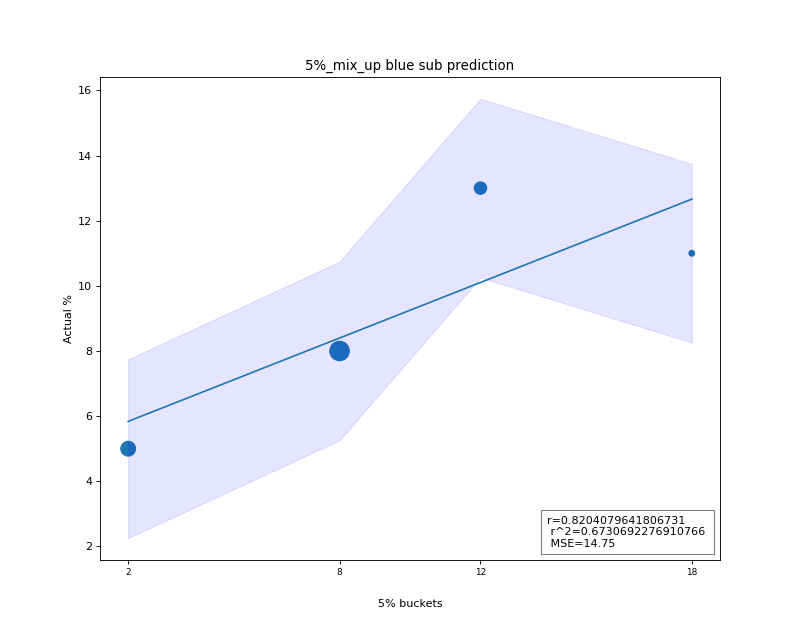 5%_mix_up blue sub prediction
16
14
12
10
8
6
4
2
Actual %
r=0.8204079641806731
r^2=0.6730692276910766
MSE=14.75
2 8 12 18
5% buckets